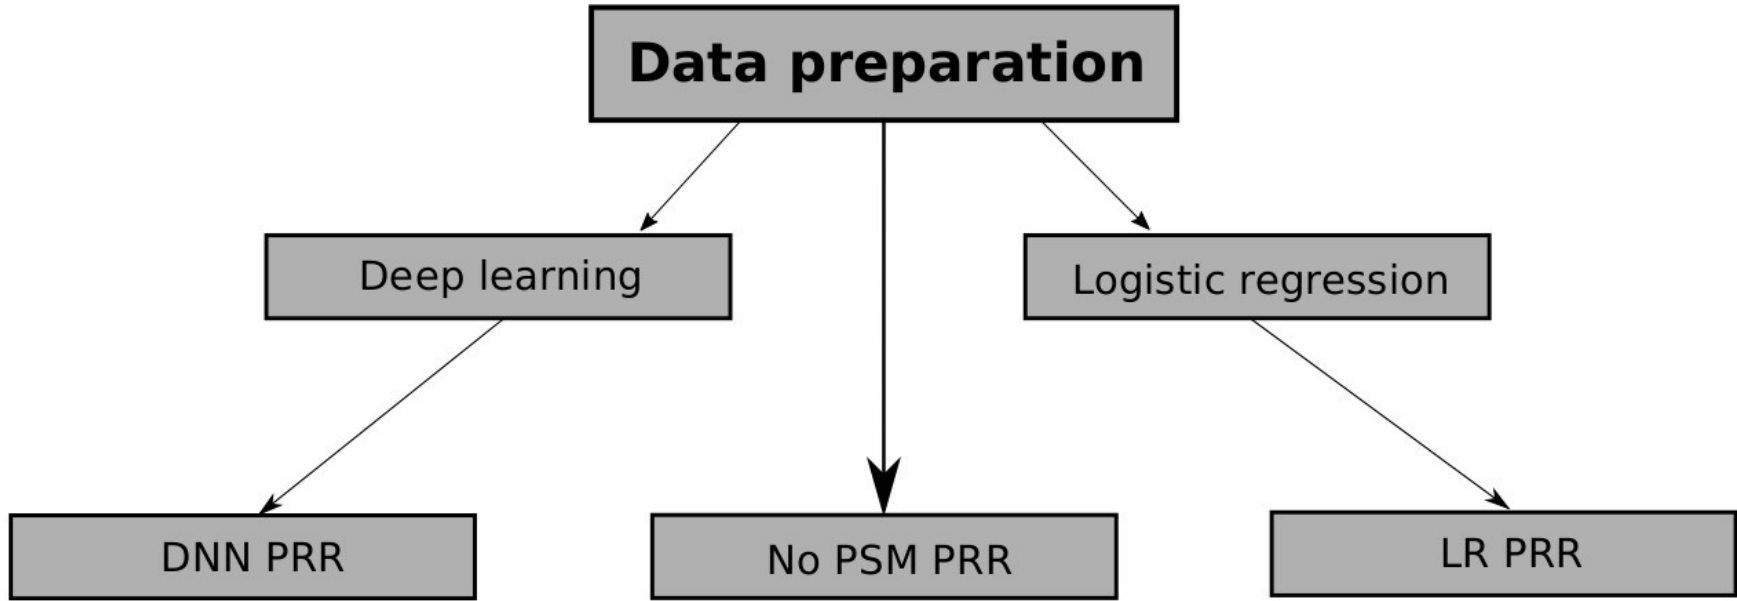 Data preparation
Deep learning
Logistic regression
DNN PRR
No PSM PRR
LR PRR